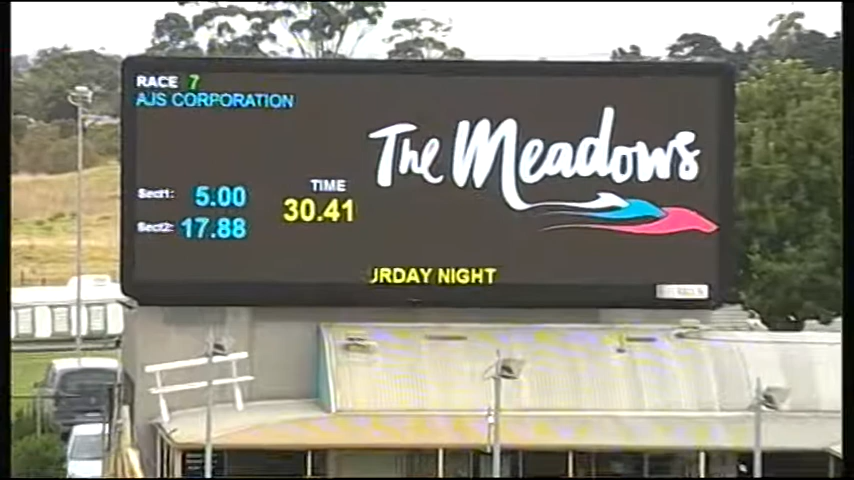 RACE 7
AJS CORPORATION
The Meadows
Sect1: 5.00
TIME
30.41
Sect2: 17.88
JRDAY NIGHT